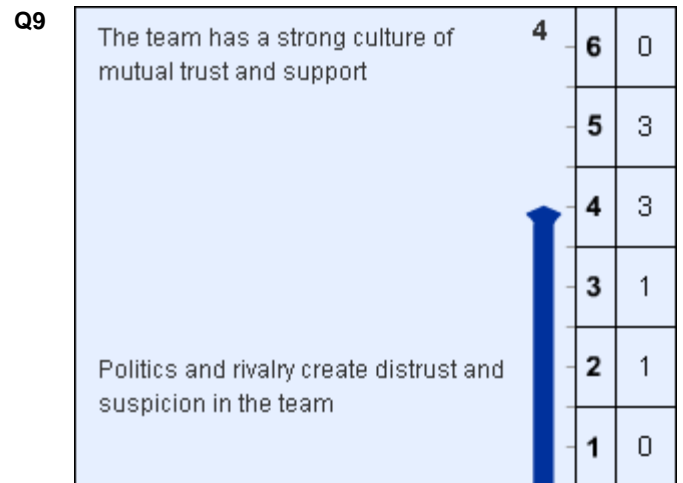 Q9
The team has a strong culture of
mutual trust and support
4
6 0
5 3
4 3
3 1
Politics and rivalry create distrust and
suspicion in the team
2 1
1 0